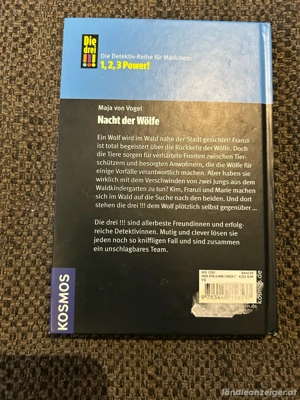 Die
drei
!!!
Die Detektiv-Reihe für Mädchen:
1, 2, 3 Power!
Maja von Vogel
Nacht der Wölfe
Ein Wolf wird im Wald nahe der Stadt gesichtet! Franzi
ist total begeistert über die Rückkehr der Wölfe. Doch
die Tiere sorgen für verhärtete Fronten zwischen Tier-
schützern und besorgten Anwohnern, die die Wölfe für
einige Vorfälle verantwortlich machen. Aber haben sie
wirklich mit dem Verschwinden von zwei Jungs aus dem
Waldkindergarten zu tun? Kim, Franzi und Marie machen
sich im Wald auf die Suche nach den beiden. Und dort
stehen die drei !!! dem Wolf plötzlich selbst gegenüber ...
Die drei !!! sind allerbeste Freundinnen und erfolg-
reiche Detektivinnen. Mutig und clever lösen sie
jeden noch so kniffligen Fall und sind zusammen
ein unschlagbares Team.
KOSMOS
ländleanzeiger.at